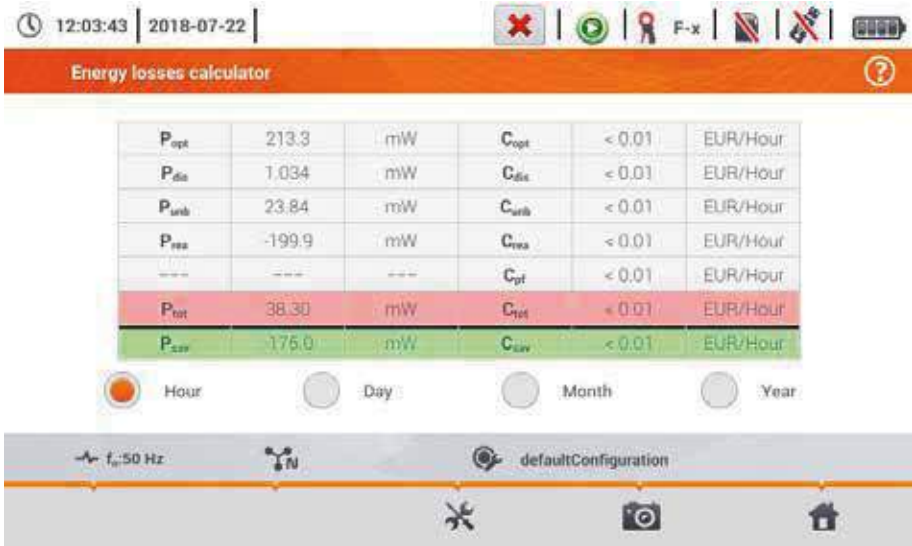 12:03:43 2018-07-22 F-x
Energy losses calculator ?
Popt 213.3 mW Copt < 0.01 EUR/Hour
Pdis 1.034 mW Cdis < 0.01 EUR/Hour
Punb 23.84 mW Cunb < 0.01 EUR/Hour
Prea -199.9 mW Crea < 0.01 EUR/Hour
--- --- --- Cpf < 0.01 EUR/Hour
Ptot 38.30 mW Ctot < 0.01 EUR/Hour
Psav -175.0 mW Csav < 0.01 EUR/Hour
Hour Day Month Year
fn:50 Hz N defaultConfiguration